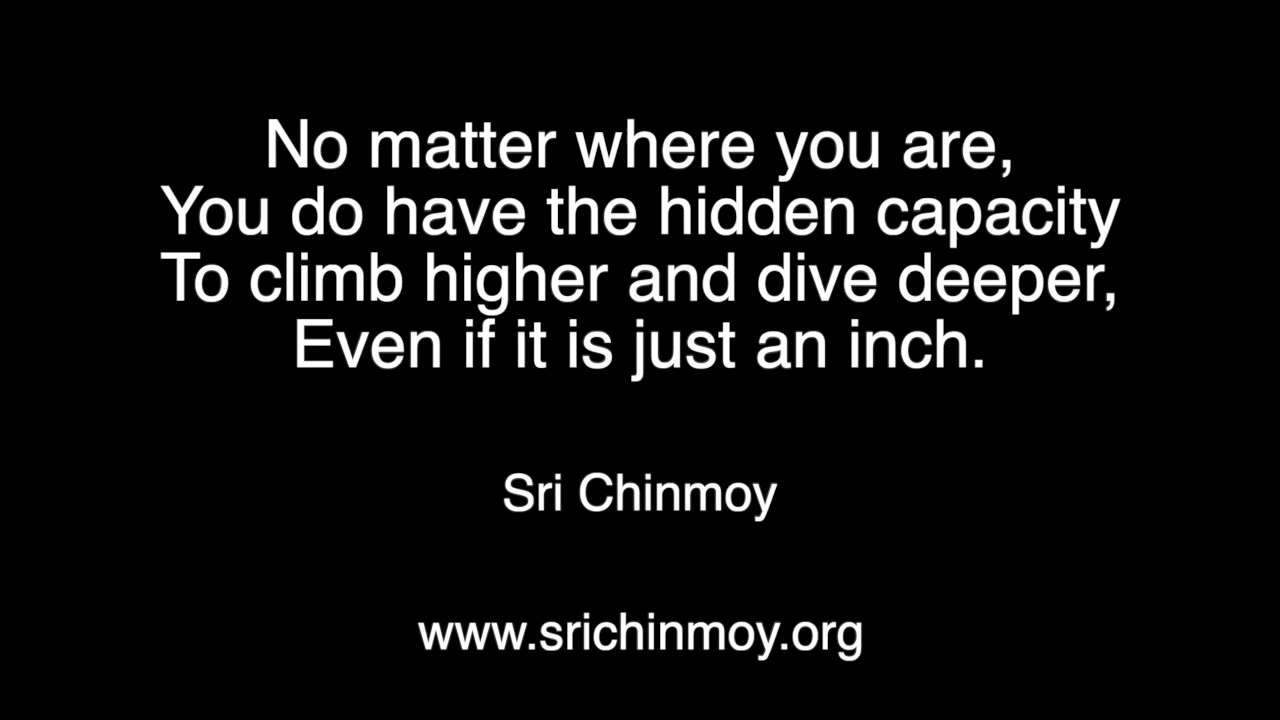 No matter where you are,
You do have the hidden capacity
To climb higher and dive deeper,
Even if it is just an inch.
Sri Chinmoy
www.srichinmoy.org